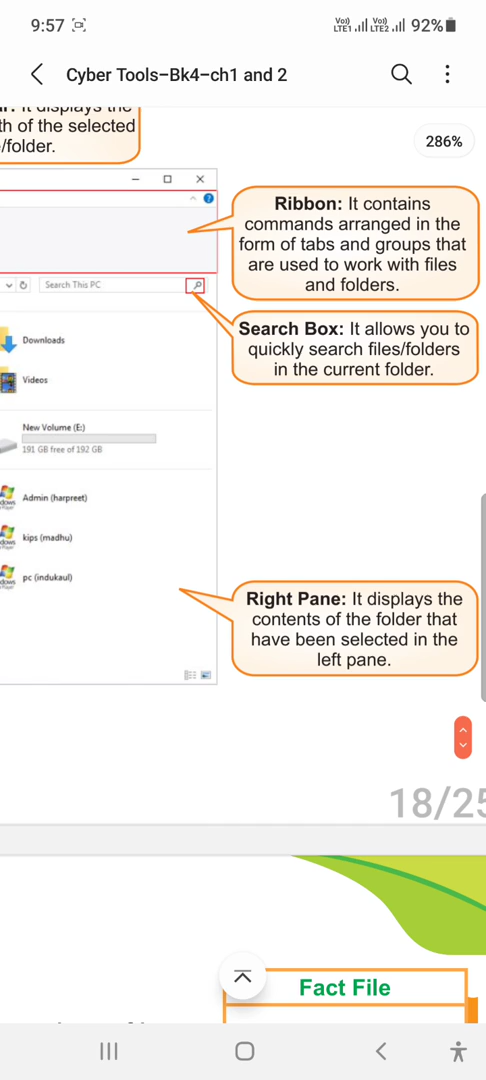 9:57
Vo)) LTE1 Vo)) LTE2 92%
Cyber Tools–Bk4–ch1 and 2
th of the selected
/folder.
286%
Ribbon: It contains
commands arranged in the
form of tabs and groups that
are used to work with files
and folders.
Search This PC
Search Box: It allows you to
quickly search files/folders
in the current folder.
Downloads
Videos
New Volume (E:)
191 GB free of 192 GB
Admin (harpreet)
kips (madhu)
pc (indukaul)
Right Pane: It displays the
contents of the folder that
have been selected in the
left pane.
18/25
Fact File